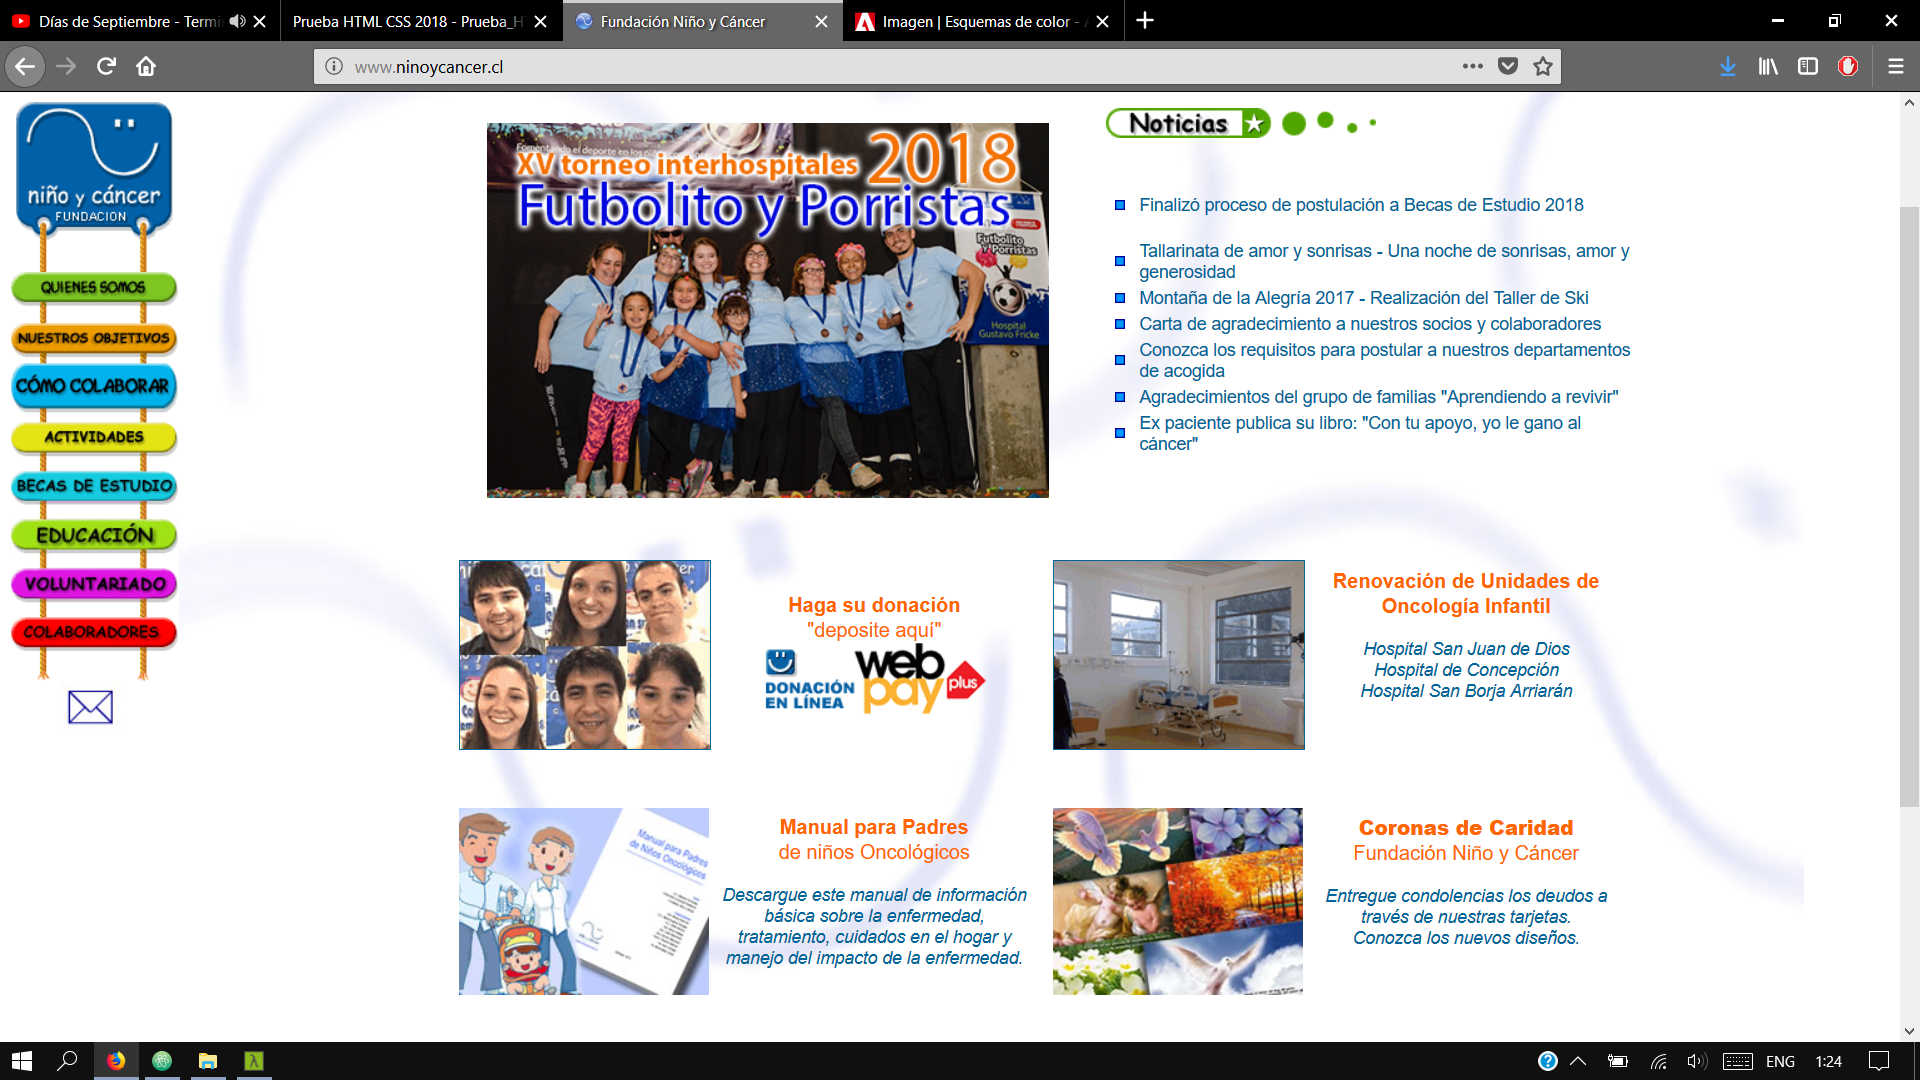 Días de Septiembre - Termi
Prueba HTML CSS 2018 - Prueba_H
Fundación Niño y Cáncer
Imagen | Esquemas de color - A
www.ninoycancer.cl
niño y cáncer
FUNDACION
QUIENES SOMOS
NUESTROS OBJETIVOS
CÓMO COLABORAR
ACTIVIDADES
BECAS DE ESTUDIO
EDUCACIÓN
VOLUNTARIADO
COLABORADORES
Fomentando el deporte en los
XV torneo interhospitales 2018
Futbolito y Porristas
Futbolito
y Porristas
Hospital
Gustavo Fricke
Noticias
Finalizó proceso de postulación a Becas de Estudio 2018
Tallarinata de amor y sonrisas - Una noche de sonrisas, amor y
generosidad
Montaña de la Alegría 2017 - Realización del Taller de Ski
Carta de agradecimiento a nuestros socios y colaboradores
Conozca los requisitos para postular a nuestros departamentos
de acogida
Agradecimientos del grupo de familias "Aprendiendo a revivir"
Ex paciente publica su libro: "Con tu apoyo, yo le gano al
cáncer"
Haga su donación
"deposite aquí"
DONACIÓN
EN LÍNEA
web
pay plus
Renovación de Unidades de
Oncología Infantil
Hospital San Juan de Dios
Hospital de Concepción
Hospital San Borja Arriarán
Manual para Padres
de Niños Oncológicos
Manual para Padres
de niños Oncológicos
Descargue este manual de información
básica sobre la enfermedad,
tratamiento, cuidados en el hogar y
manejo del impacto de la enfermedad.
Coronas de Caridad
Fundación Niño y Cáncer
Entregue condolencias los deudos a
través de nuestras tarjetas.
Conozca los nuevos diseños.
ENG
1:24